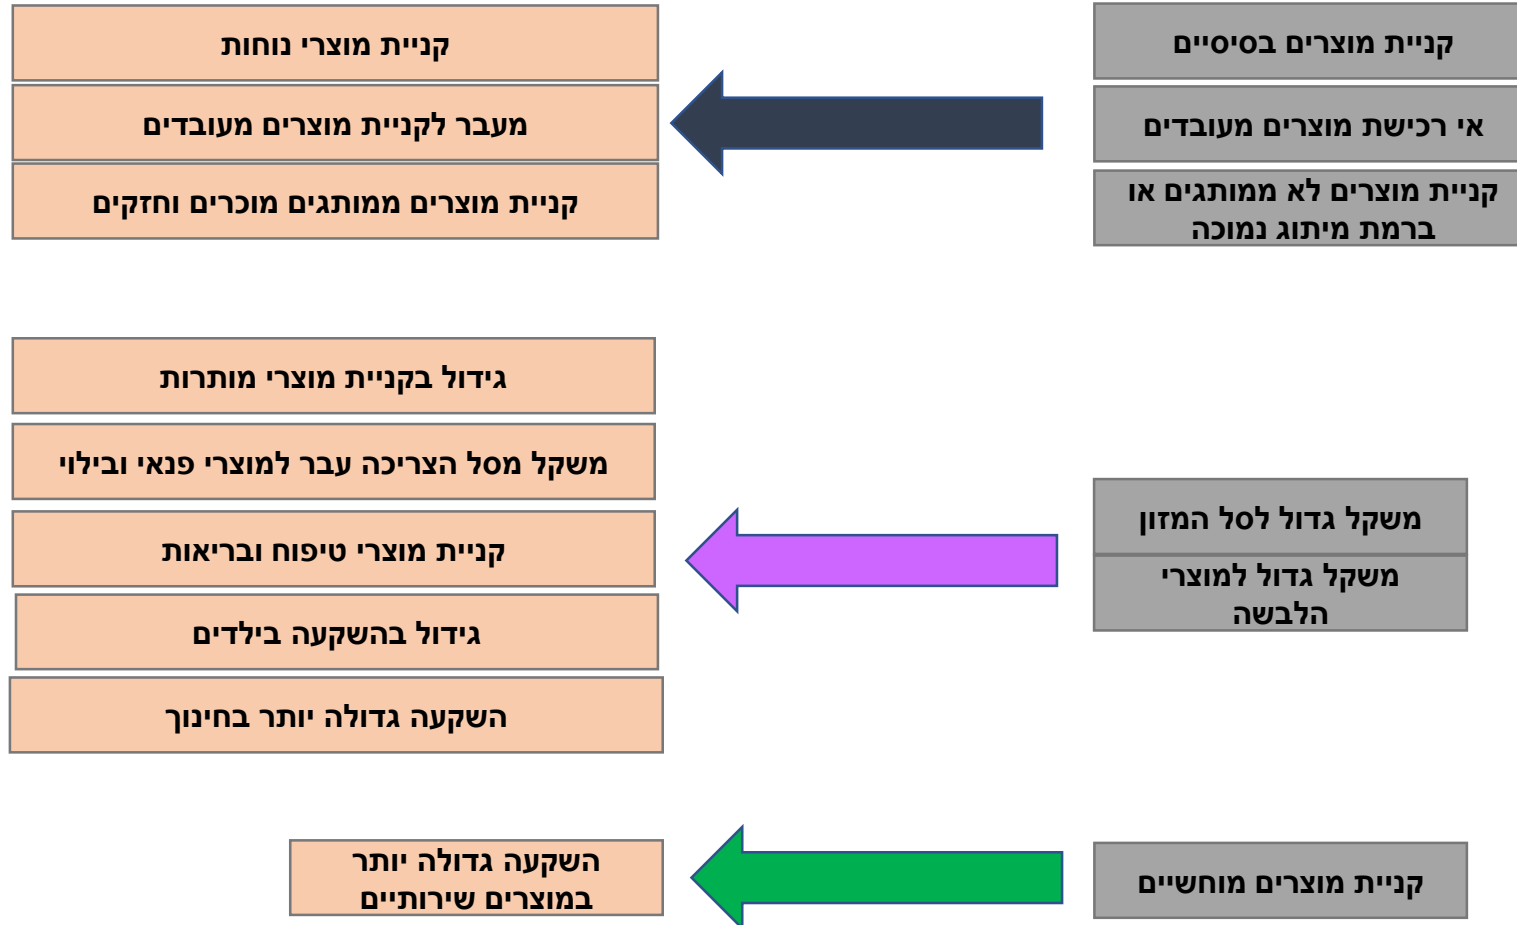 קניית מוצרים בסיסיים
אי רכישת מוצרים מעובדים
קניית מוצרים לא ממותגים או
ברמת מיתוג נמוכה
קניית מוצרי נוחות
מעבר לקניית מוצרים מעובדים
קניית מוצרים ממותגים מוכרים וחזקים
משקל גדול לסל המזון
משקל גדול למוצרי
הלבשה
גידול בקניית מוצרי מותרות
משקל מסל הצריכה עבר למוצרי פנאי ובילוי
קניית מוצרי טיפוח ובריאות
גידול בהשקעה בילדים
השקעה גדולה יותר בחינוך
קניית מוצרים מוחשיים
השקעה גדולה יותר
במוצרים שירותיים